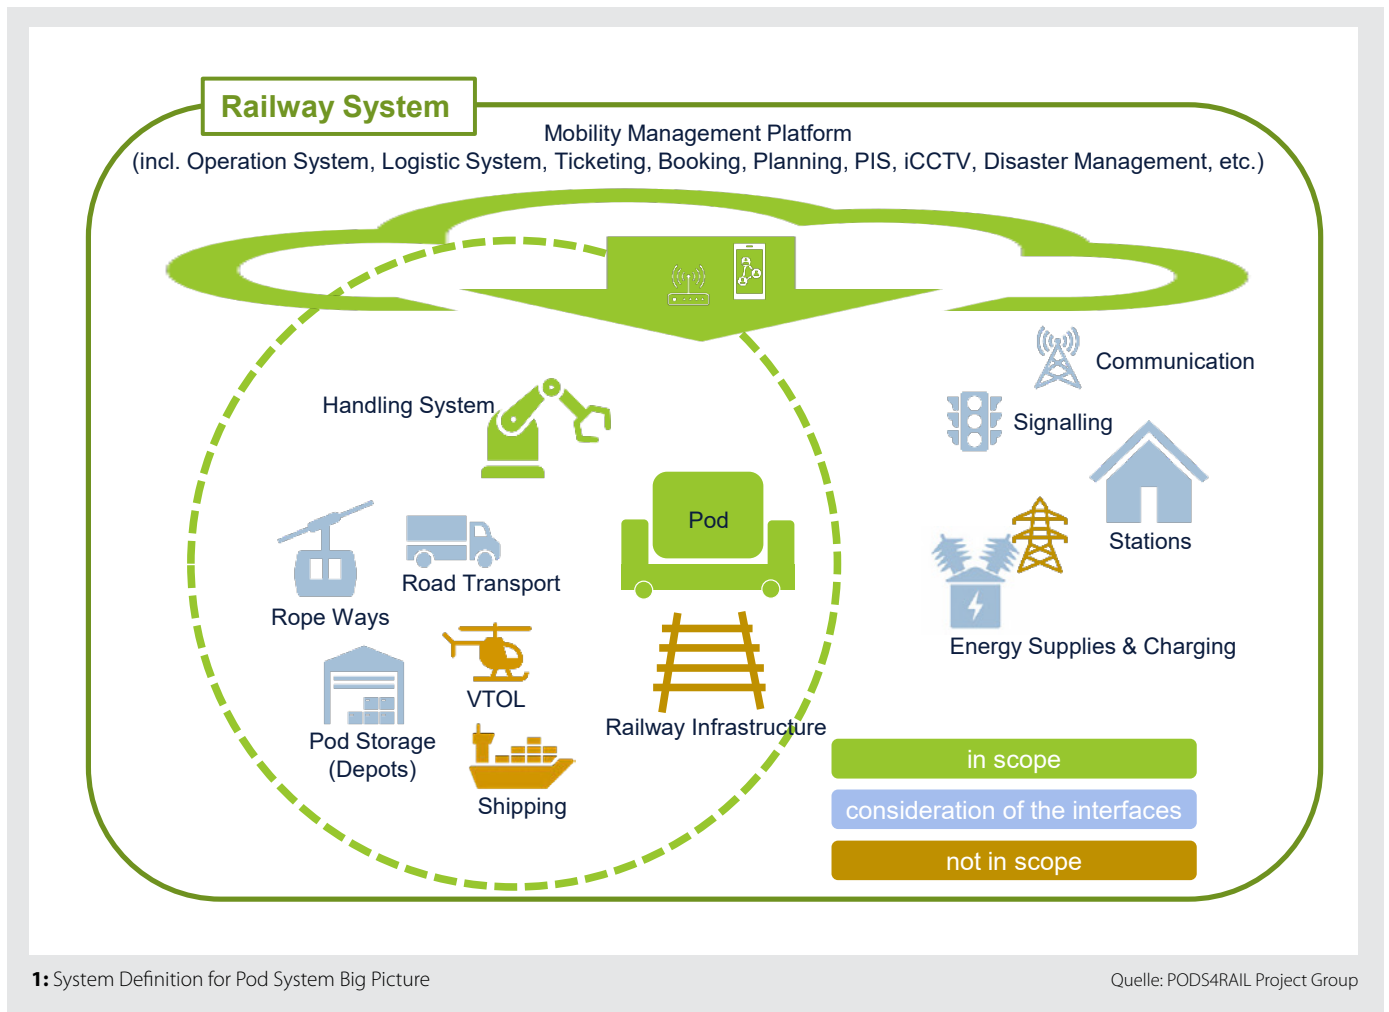 Railway System
Mobility Management Platform
(incl. Operation System, Logistic System, Ticketing, Booking, Planning, PIS, iCCTV, Disaster Management, etc.)
Communication
Handling System
Signalling
Pod
Stations
Road Transport
Rope Ways
Energy Supplies & Charging
VTOL
Railway Infrastructure
Pod Storage
(Depots)
Shipping
in scope
consideration of the interfaces
not in scope
1: System Definition for Pod System Big Picture
Quelle: PODS4RAIL Project Group